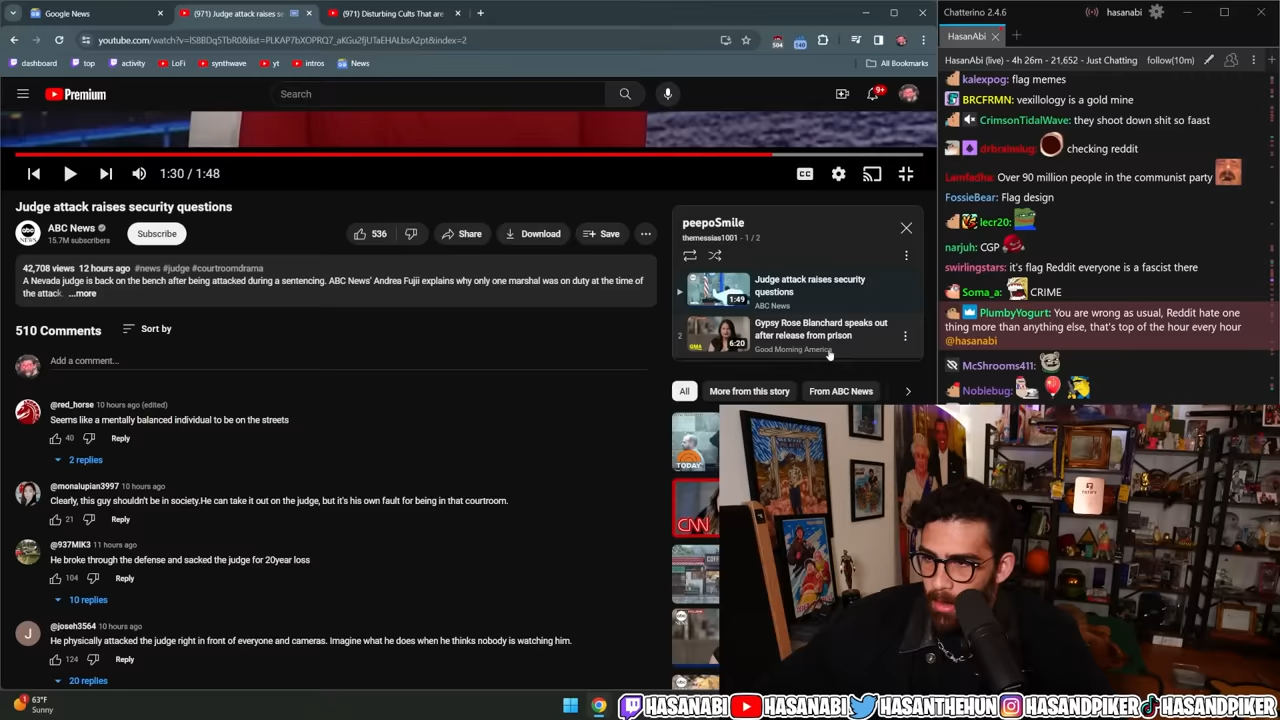 (971) Google News
(971) Judge attack raises s
(971) Disturbing Cults That are
youtube.com/watch?v=lS8BDq5TbR0&list=PLKAP7bXOPRQ7_aKGu2fjUTaEHALbsA2pt&index=2
504
140
dashboard
top
activity
LoFi
synthwave
yt
intros
News
All Bookmarks
Premium
Search
9+
1:30 / 1:48
CC
Judge attack raises security questions
ABC News
15.7M subscribers
Subscribe
536
Share
Download
Save
42,708 views 12 hours ago #news #judge #courtroomdrama
A Nevada judge is back on the bench after being attacked during a sentencing. ABC News' Andrea Fujii explains why only one marshal was on duty at the time of
the attack. ...more
510 Comments
Sort by
Add a comment...
@red_horse 10 hours ago (edited)
Seems like a mentally balanced individual to be on the streets
40
Reply
2 replies
@monalupian3997 10 hours ago
Clearly, this guy shouldn't be in society.He can take it out on the judge, but it's his own fault for being in that courtroom.
21
Reply
@937MIK3 11 hours ago
He broke through the defense and sacked the judge for 20year loss
104
Reply
10 replies
@joseh3564 10 hours ago
He physically attacked the judge right in front of everyone and cameras. Imagine what he does when he thinks nobody is watching him.
124
Reply
20 replies
peepoSmile
themessias1001 - 1 / 2
1:49
Judge attack raises security
questions
ABC News
2
GMA
6:20
Gypsy Rose Blanchard speaks out
after release from prison
Good Morning America
All
More from this story
From ABC News
TODAY
CNN
Chatterino 2.4.6
hasanabi
HasanAbi
HasanAbi (live) - 4h 26m - 21,652 - Just Chatting
follow(10m)
kalexpog: flag memes
BRCFRMN: vexillology is a gold mine
CrimsonTidalWave: they shoot down shit so faast
drbrainslug: checking reddit
Lamfadha: Over 90 million people in the communist party
FossieBear: Flag design
lecr20:
narjuh: CGP
swirlingstars: it's flag Reddit everyone is a fascist there
Soma_a: CRIME
PlumbyYogurt: You are wrong as usual, Reddit hate one
thing more than anything else, that's top of the hour every hour
@hasanabi
McShrooms411:
Noblebug:
63°F
Sunny
HASANABI
HASANABI
HASANTHEHUN
HASANDPIKER
HASANDPIKER